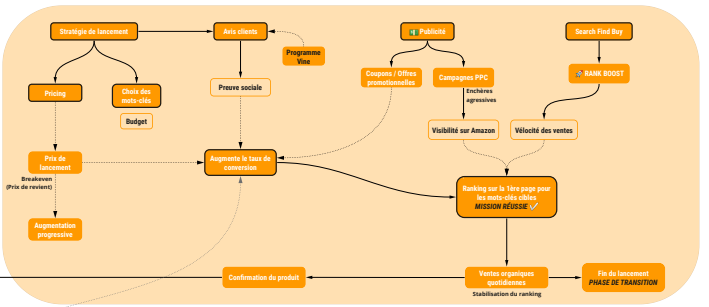 Stratégie de lancement
Avis clients
💵 Publicité
Search Find Buy
Programme
Vine
Pricing
Choix des
mots-clés
Budget
Preuve sociale
Coupons / Offres
promotionnelles
Campagnes PPC
Enchères
agressives
🚀 RANK BOOST
Visibilité sur Amazon
Vélocité des ventes
Prix de
lancement
Breakeven
(Prix de revient)
Augmente le taux de
conversion
Augmentation
progressive
Ranking sur la 1ère page pour
les mots-clés cibles
MISSION RÉUSSIE ✅
Confirmation du produit
Ventes organiques
quotidiennes
Stabilisation du ranking
Fin du lancement
PHASE DE TRANSITION